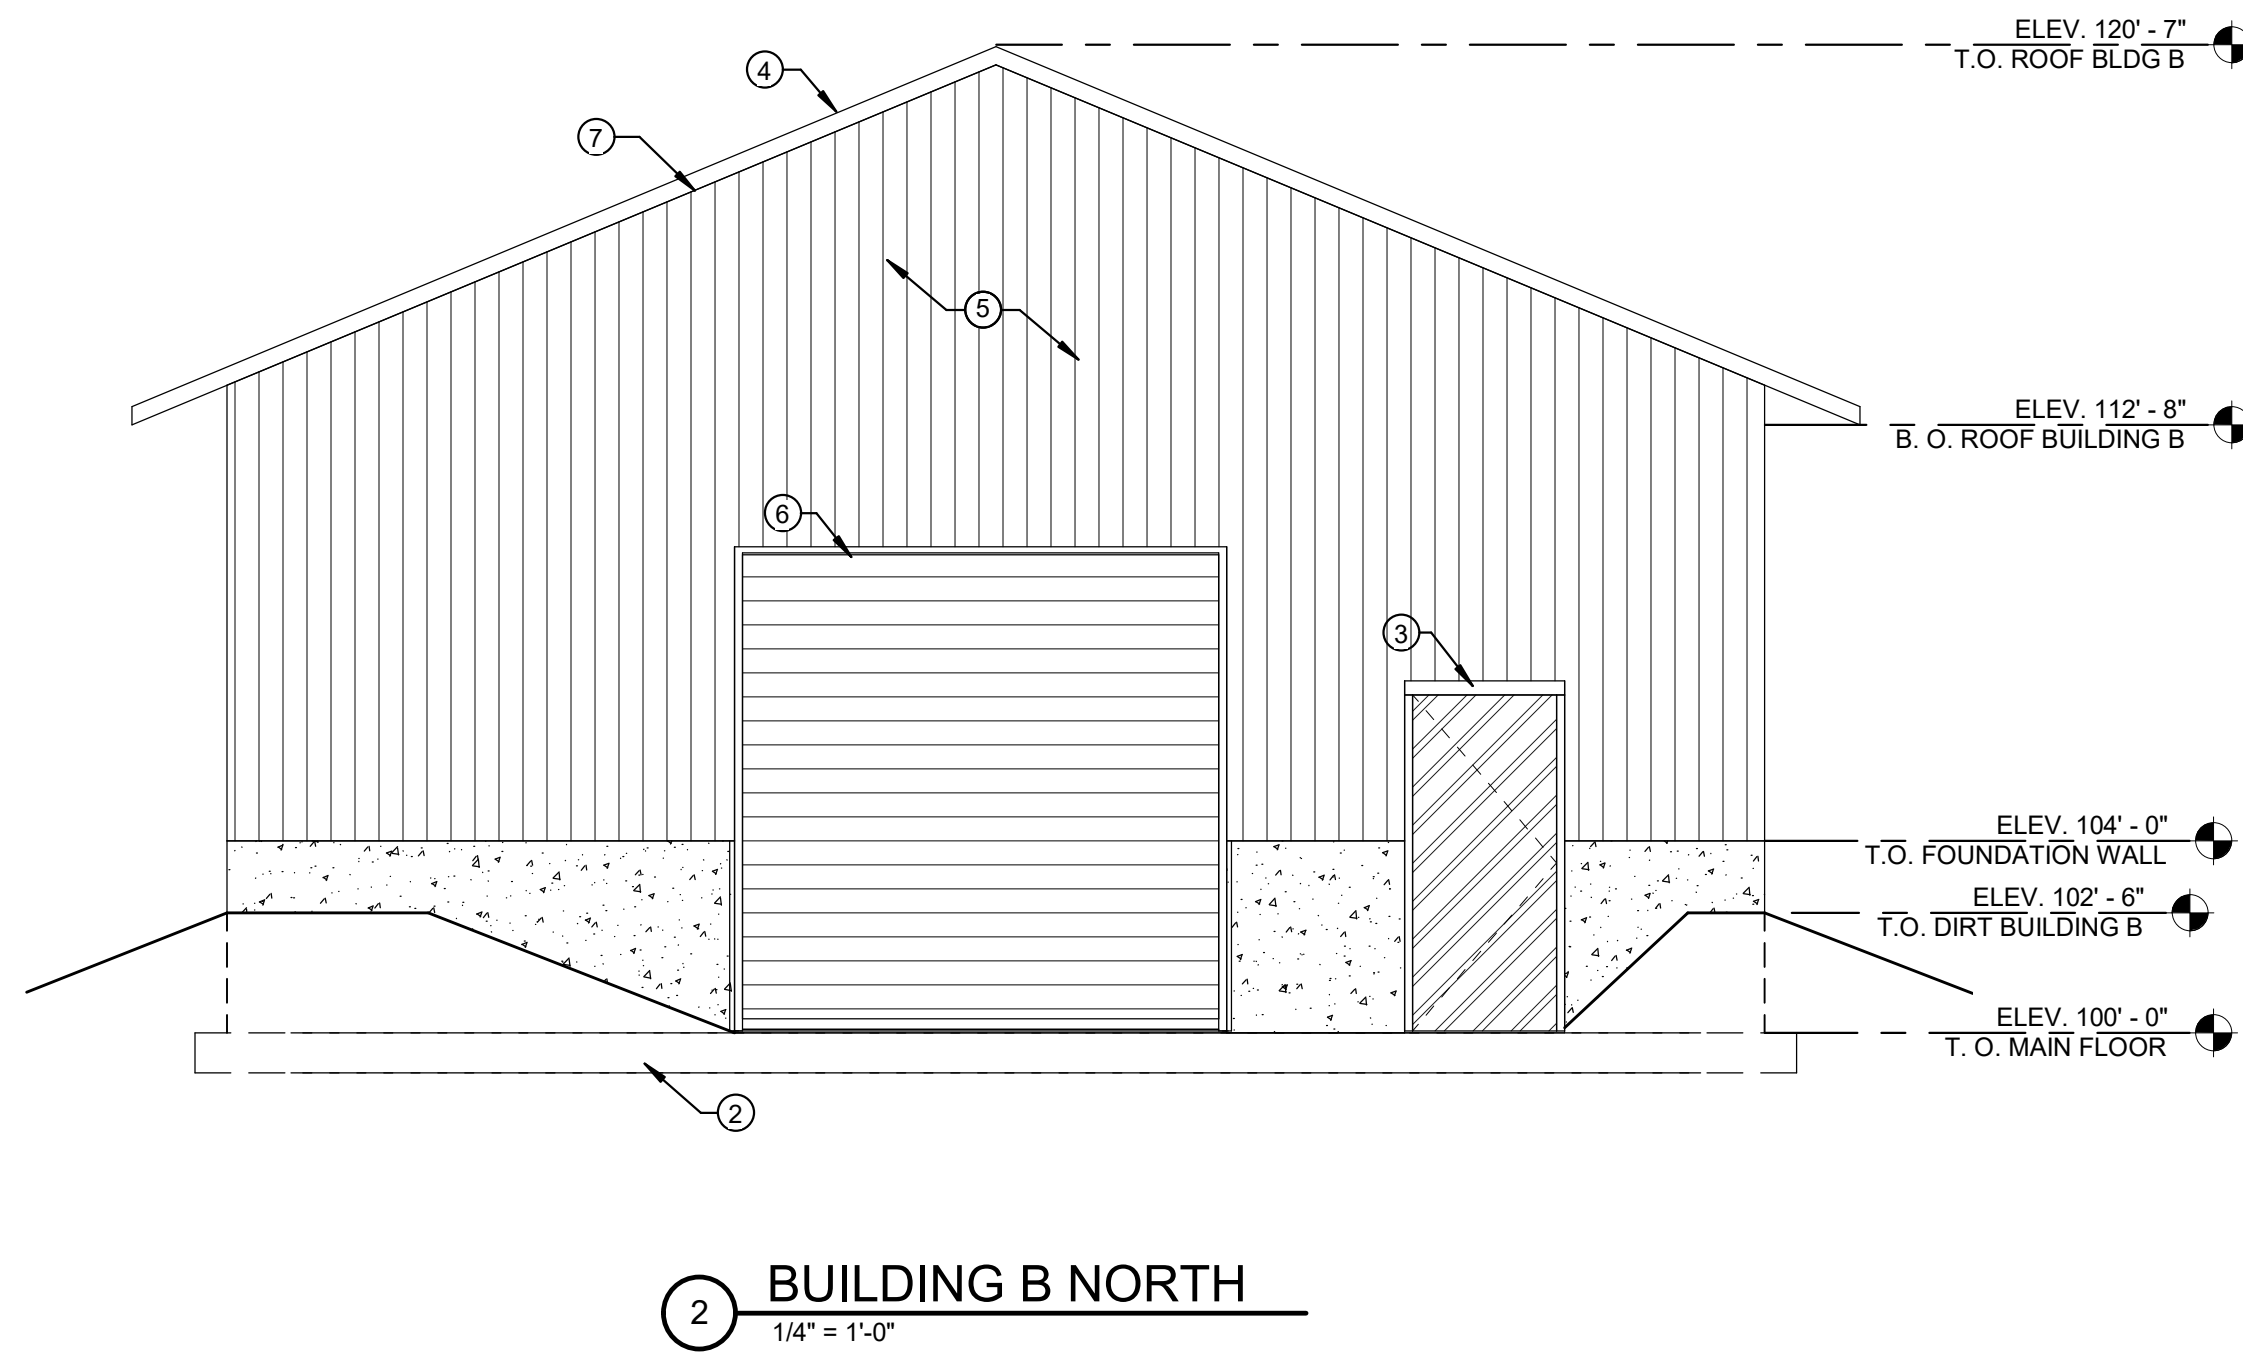 ELEV. 120' - 7"
T.O. ROOF BLDG B
4
7
5
ELEV. 112' - 8"
B. O. ROOF BUILDING B
6
3
ELEV. 104' - 0"
T.O. FOUNDATION WALL
ELEV. 102' - 6"
T.O. DIRT BUILDING B
ELEV. 100' - 0"
T. O. MAIN FLOOR
2
2
BUILDING B NORTH
1/4" = 1'-0"